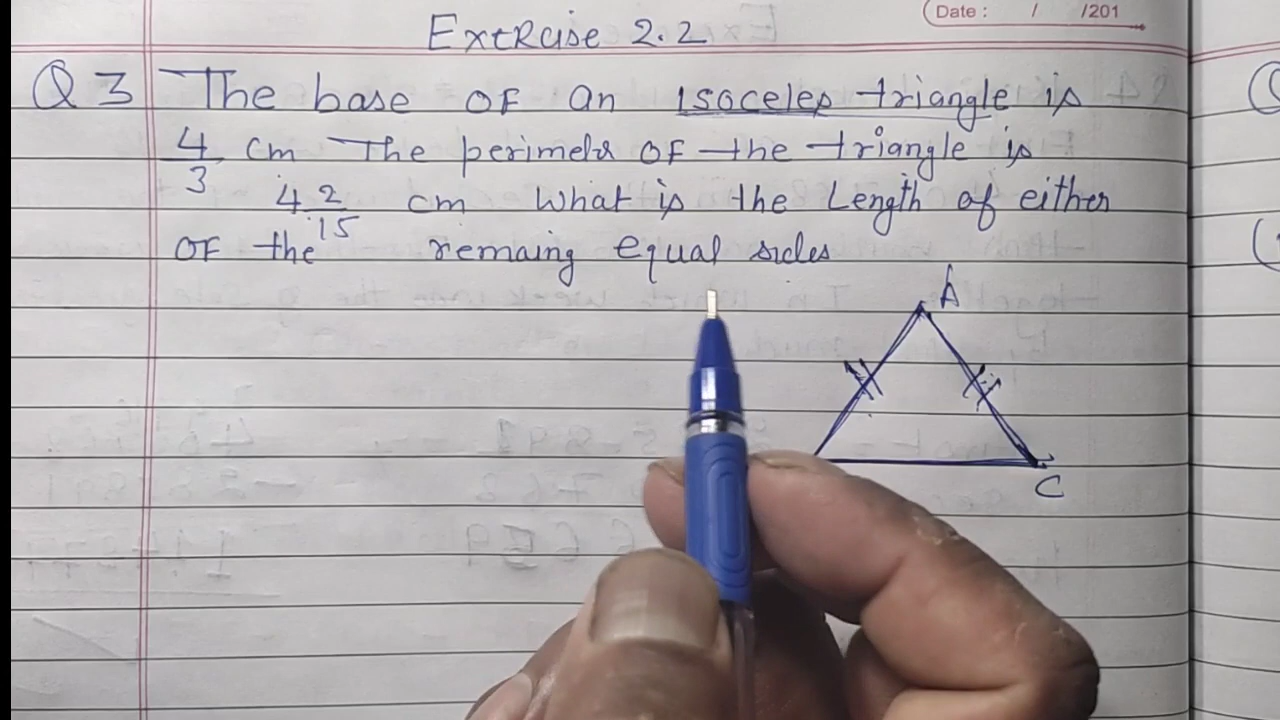 Date : / /201
Exercise 2.2
Q 3 The base OF an isoceles triangle is
4/3 cm The perimeter OF the triangle is
4 2/15 cm What is the Length of either
OF the remaing equal sides
A
C